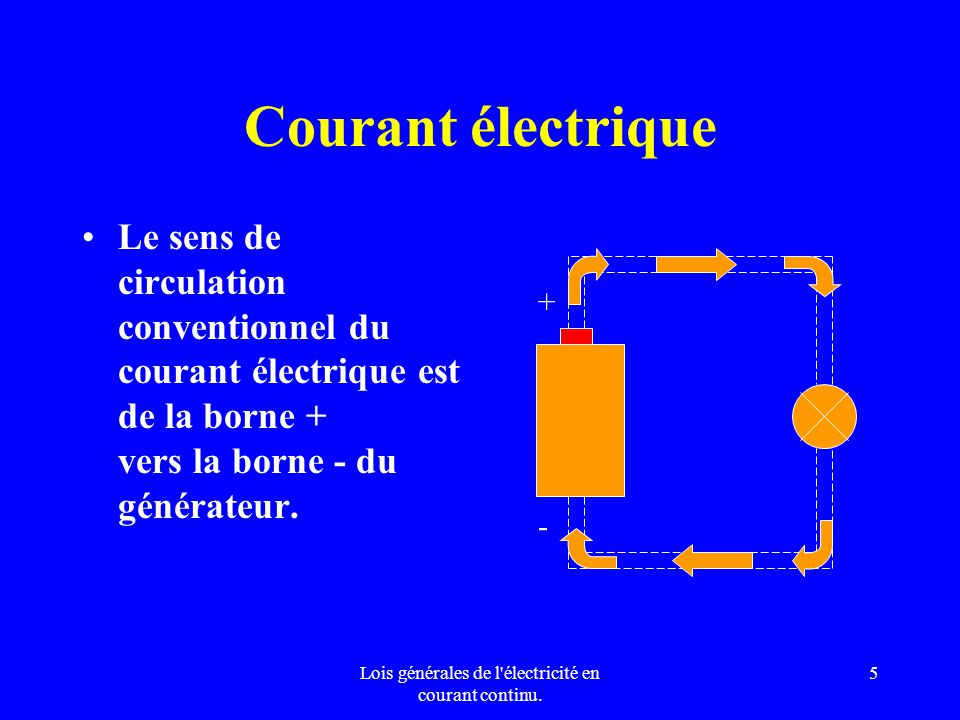 Courant électrique
• Le sens de
circulation
conventionnel du
courant électrique est
de la borne +
vers la borne - du
générateur.
+
-
Lois générales de l'électricité en
courant continu.
5